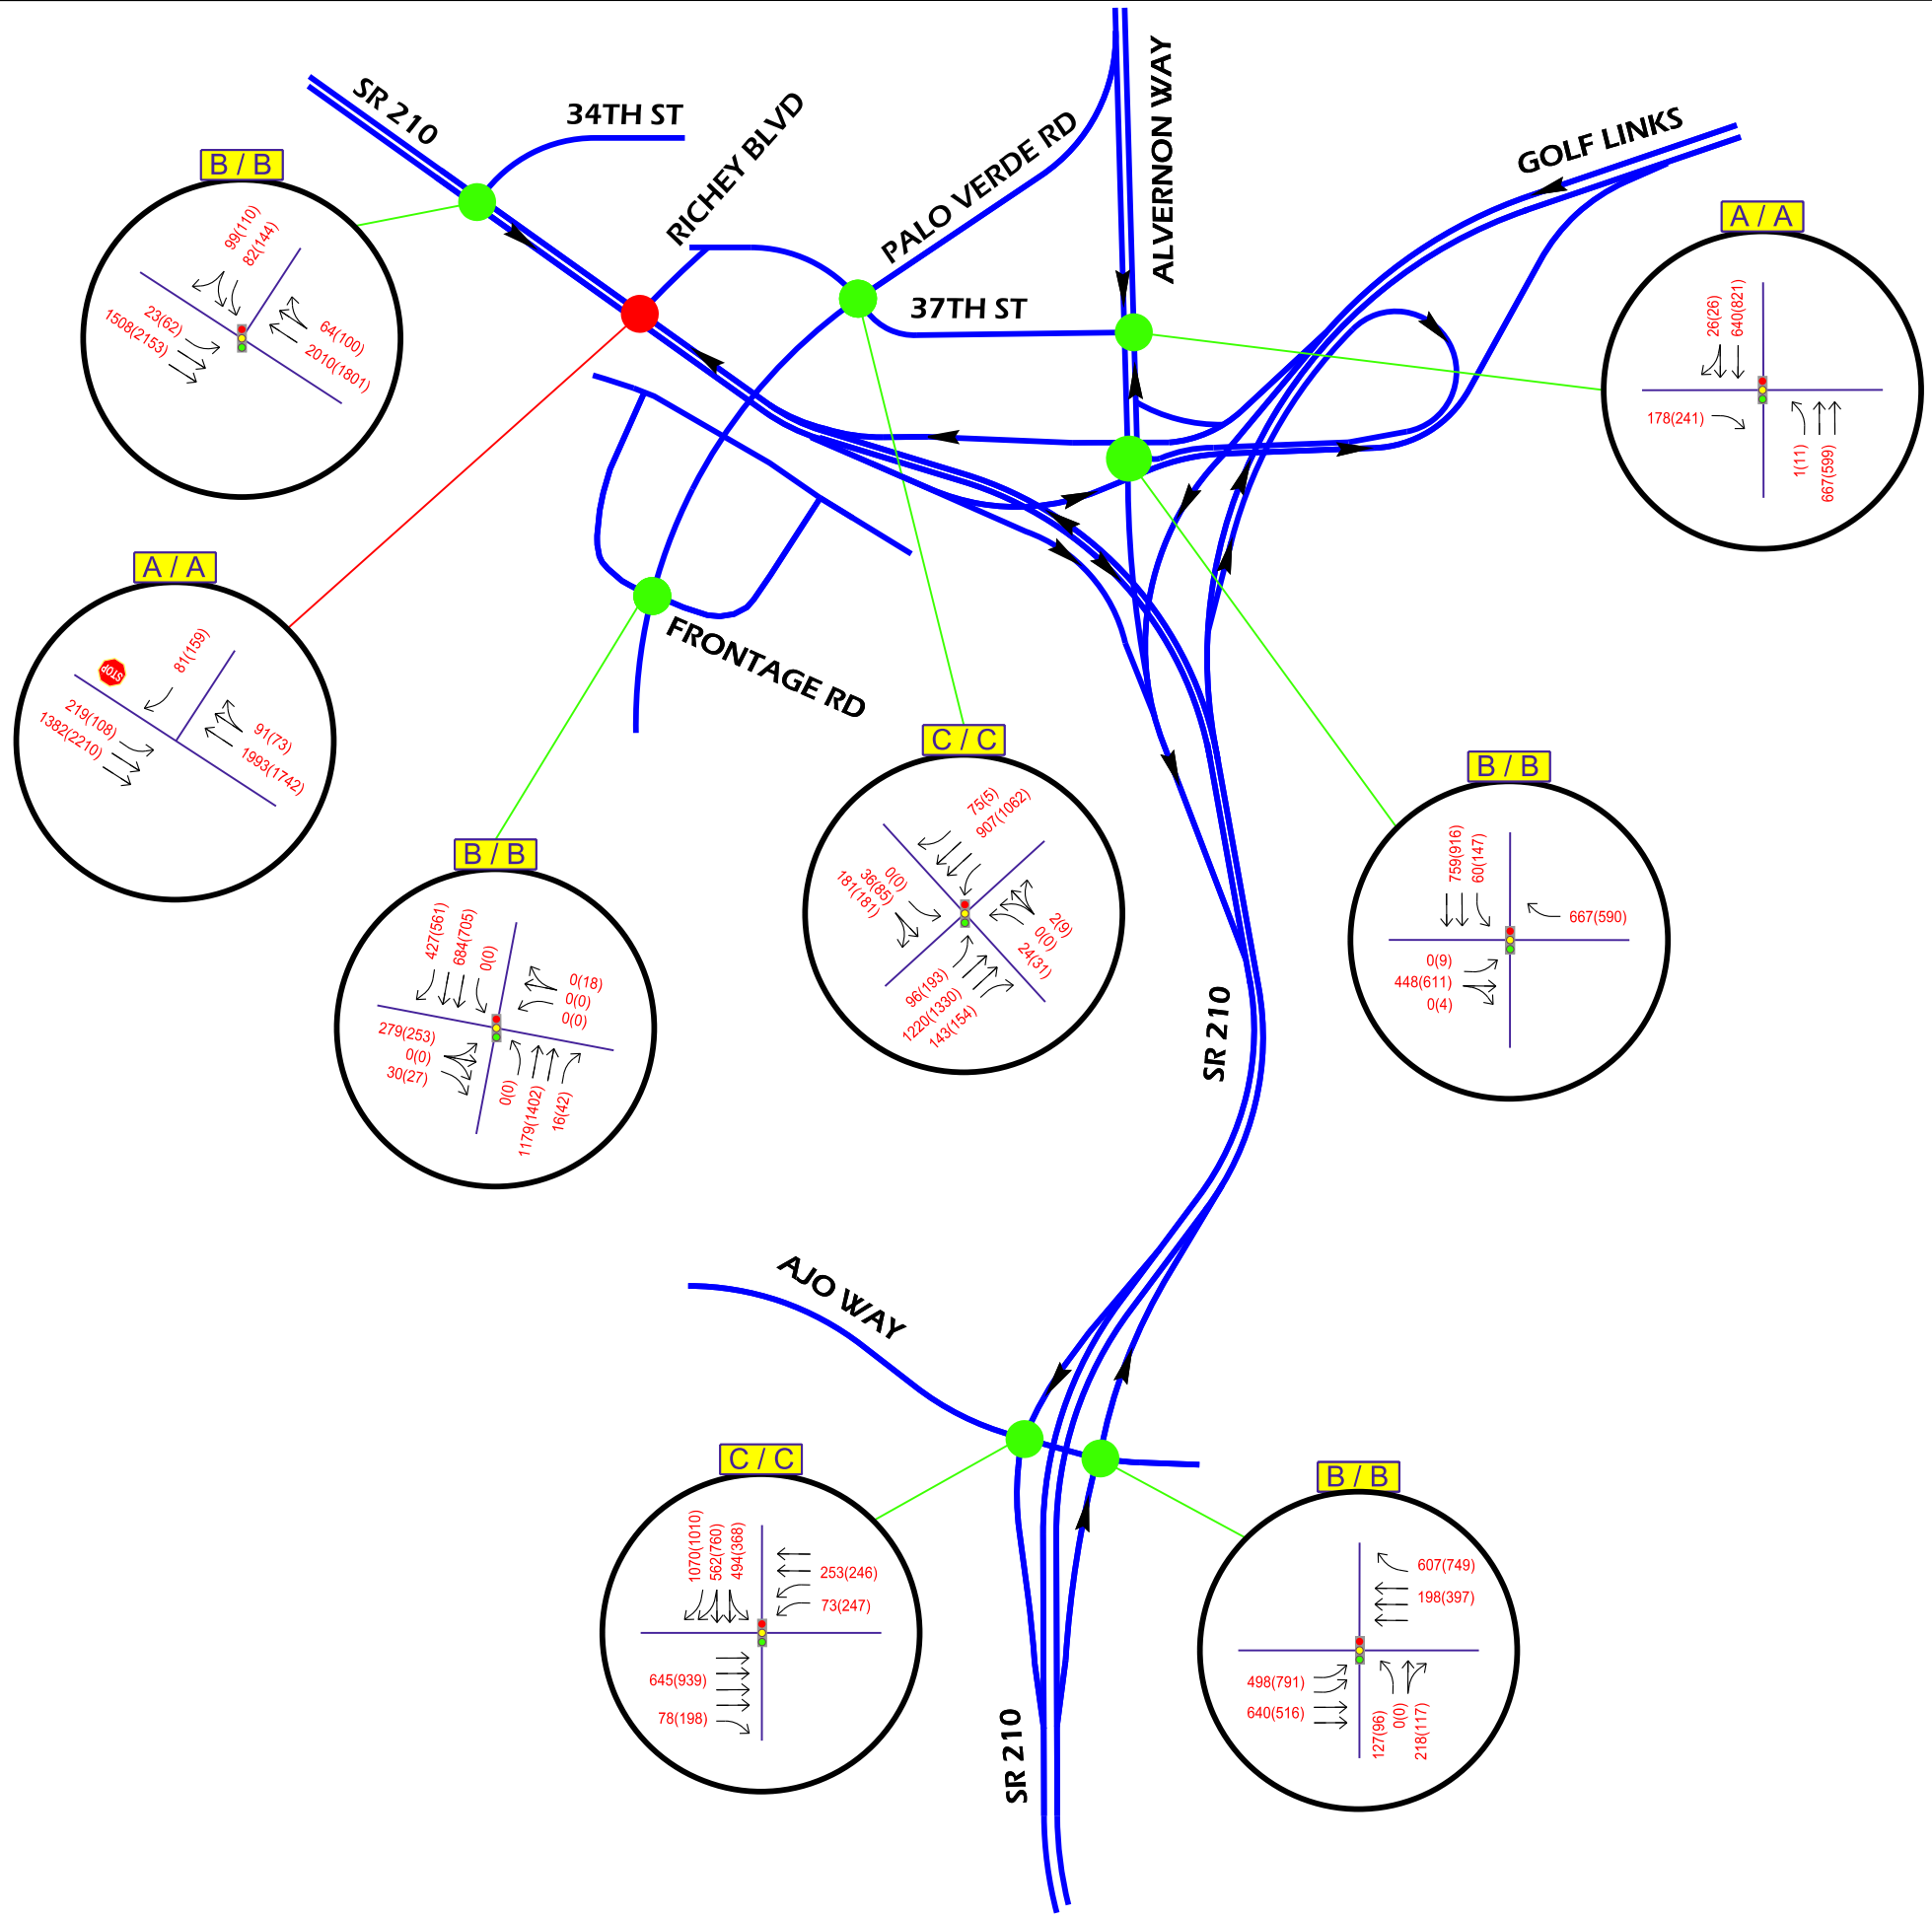 SR 210
34TH ST
RICHEY BLVD
PALO VERDE RD
ALVERNON WAY
GOLF LINKS
37TH ST
FRONTAGE RD
SR 210
AJO WAY
SR 210
B / B
99(110)
82(144)
23(62)
1508(2153)
64(100)
2010(1801)
A / A
26(26)
640(821)
178(241)
1(11)
667(599)
A / A
STOP
81(159)
219(108)
1382(2210)
91(73)
1993(1742)
B / B
427(561)
684(705)
0(0)
0(18)
0(0)
0(0)
279(253)
0(0)
30(27)
0(0)
1179(1402)
16(42)
C / C
75(5)
907(1062)
0(0)
36(85)
181(181)
2(9)
0(0)
24(31)
96(193)
1220(1330)
143(154)
B / B
759(916)
60(147)
667(590)
0(9)
448(611)
0(4)
C / C
1070(1010)
562(760)
494(368)
253(246)
73(247)
645(939)
78(198)
B / B
607(749)
198(397)
498(791)
640(516)
127(96)
0(0)
218(117)